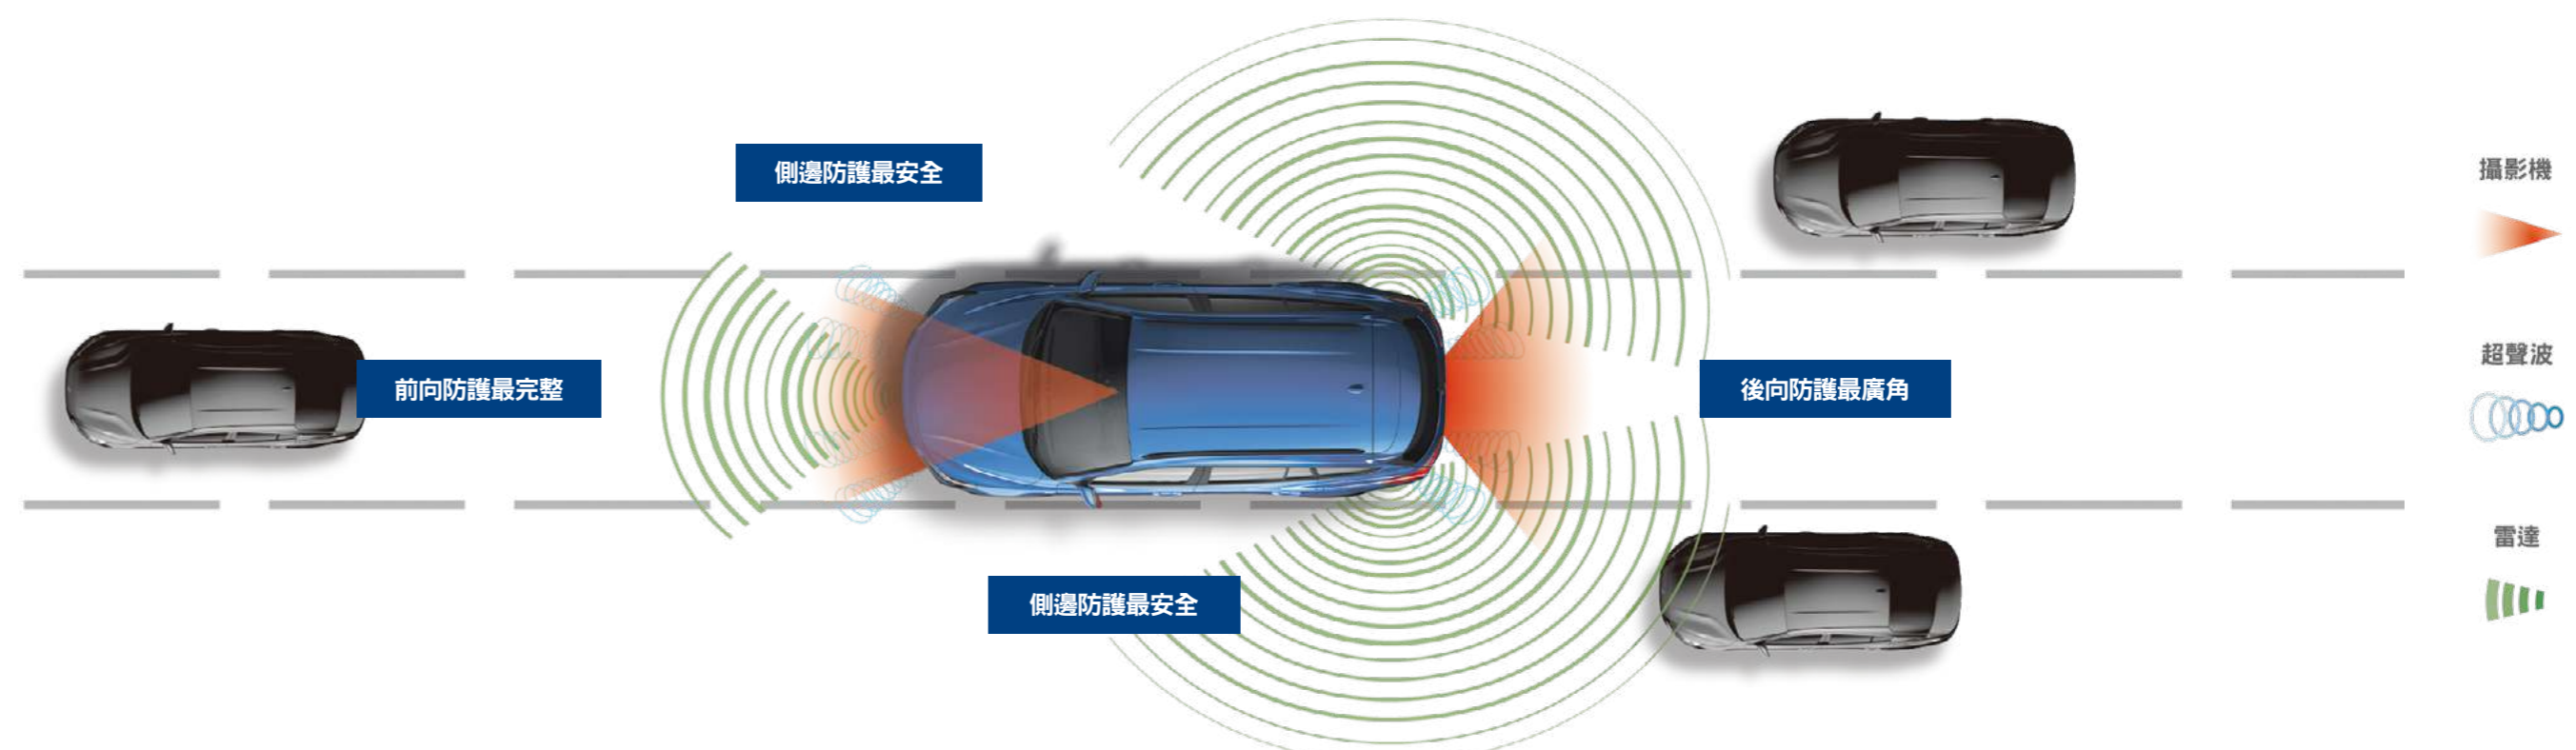 側邊防護最安全
攝影機
超聲波
前向防護最完整
後向防護最廣角
雷達
側邊防護最安全